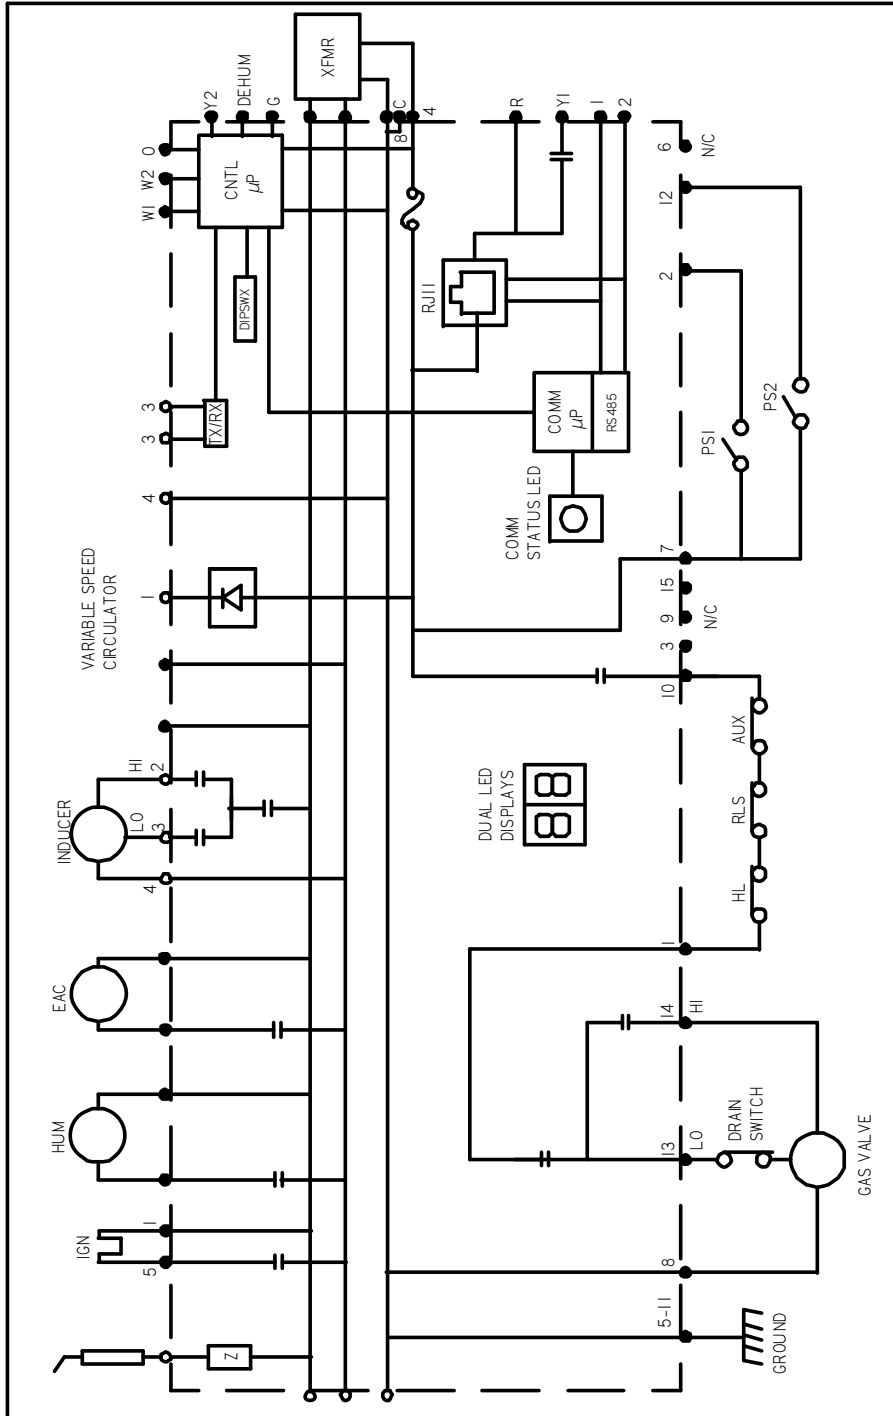 XFMR
Y2
DEHUM
G
8
C
4
R
Y1
1
2
O
W2
W1
CNTL
µP
DIPSWX
3
3
TX/RX
RJ11
6
N/C
12
2
COMM
µP
RS485
PS1
PS2
COMM
STATUS LED
4
1
VARIABLE SPEED
CIRCULATOR
7
15
9
N/C
3
10
INDUCER
HI
2
LO
3
4
DUAL LED
DISPLAYS
88
AUX
RLS
HL
EAC
1
14
HI
HUM
13
LO
DRAIN
SWITCH
GAS VALVE
IGN
1
5
8
5-11
GROUND
Z